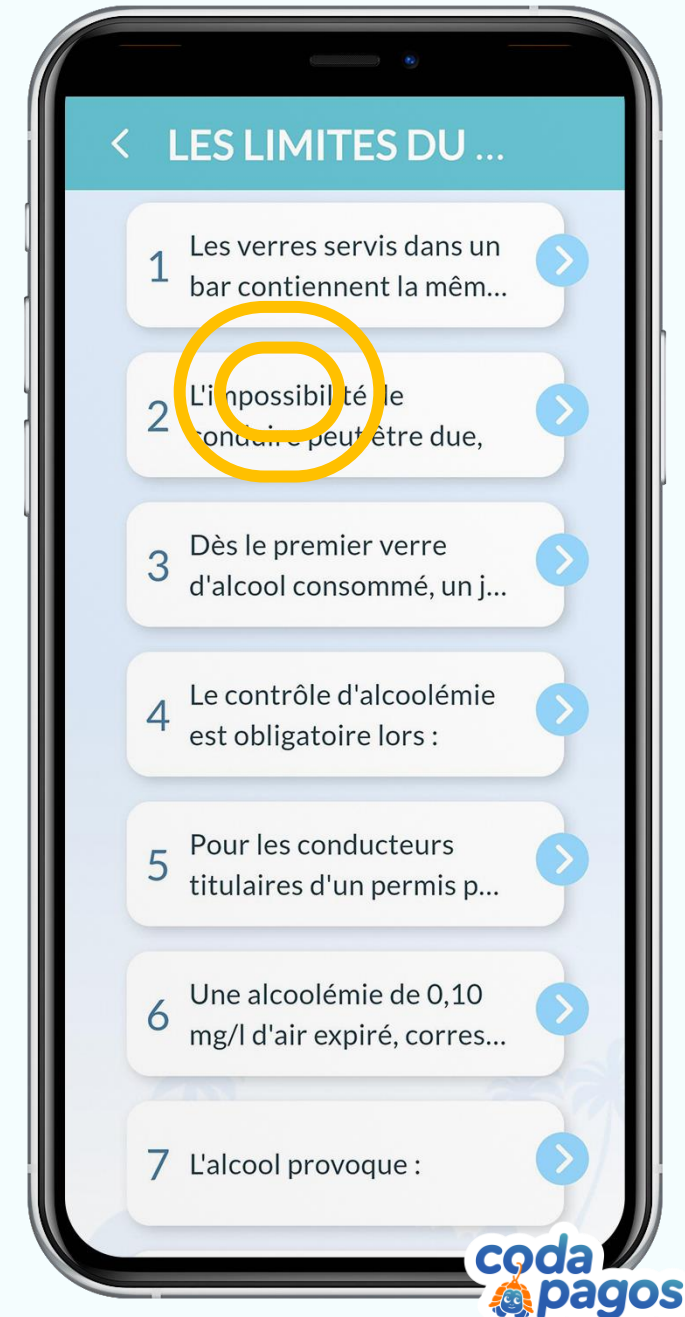 LES LIMITES DU ...
1
Les verres servis dans un
bar contiennent la mêm...
2
L'impossibilité de
conduire peut être due,
3
Dès le premier verre
d'alcool consommé, un j...
4
Le contrôle d'alcoolémie
est obligatoire lors :
5
Pour les conducteurs
titulaires d'un permis p...
6
Une alcoolémie de 0,10
mg/l d'air expiré, corres...
7
L'alcool provoque :
coda
pagos